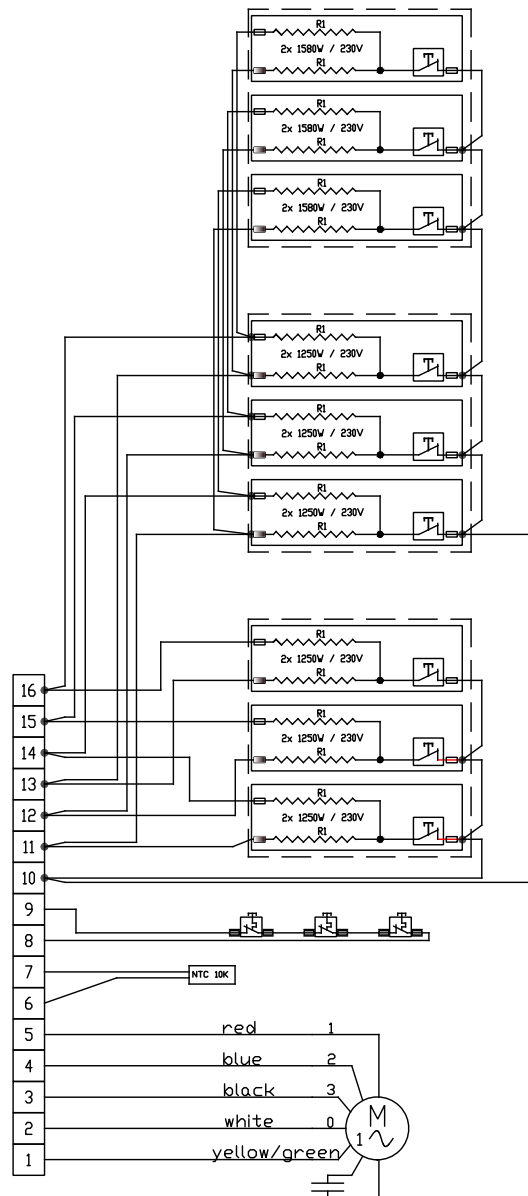 R1
2x 1580W / 230V
R1
R1
2x 1580W / 230V
R1
R1
2x 1580W / 230V
R1
R1
2x 1250W / 230V
R1
R1
2x 1250W / 230V
R1
R1
2x 1250W / 230V
R1
R1
2x 1250W / 230V
R1
R1
2x 1250W / 230V
R1
R1
2x 1250W / 230V
R1
16
15
14
13
12
11
10
9
8
7
NTC 10K
6
5 red 1
4 blue 2
3 black 3
2 white 0
1 yellow/green
M
1